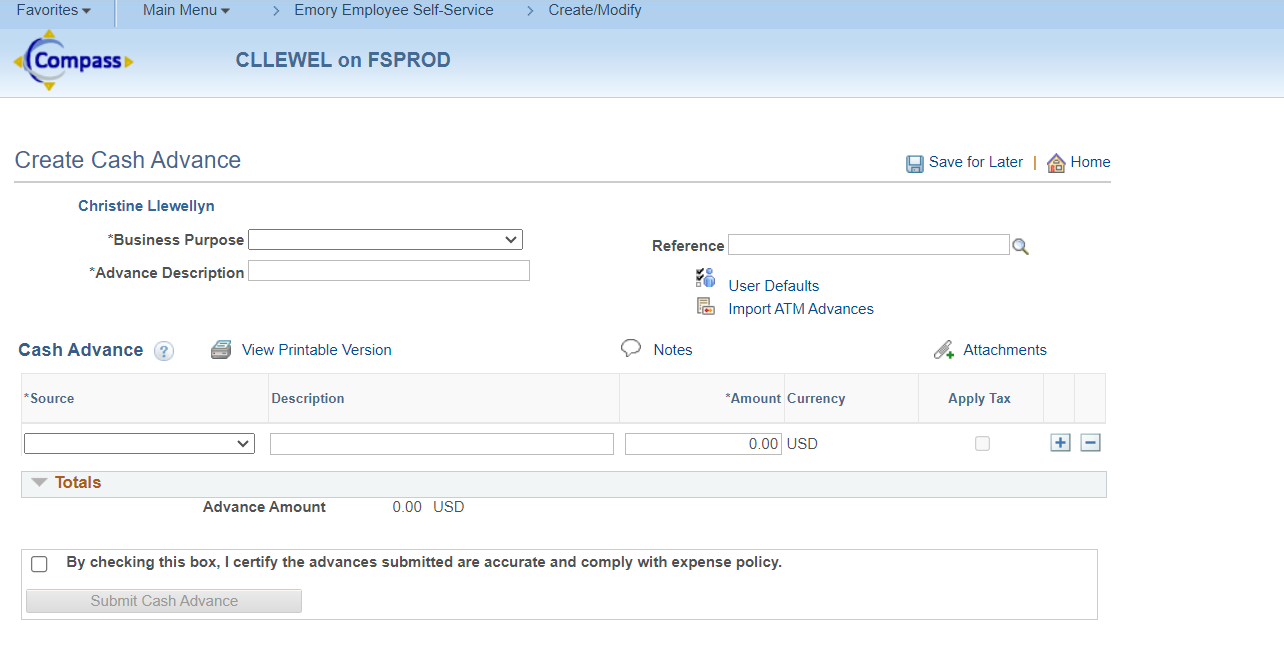 Favorites Main Menu > Emory Employee Self-Service > Create/Modify
Compass
CLLEWEL on FSPROD
Create Cash Advance
Save for Later | Home
Christine Llewellyn
*Business Purpose
Reference
*Advance Description
User Defaults
Import ATM Advances
Cash Advance ? View Printable Version Notes Attachments
*Source Description *Amount Currency Apply Tax
0.00 USD
Totals
Advance Amount 0.00 USD
By checking this box, I certify the advances submitted are accurate and comply with expense policy.
Submit Cash Advance